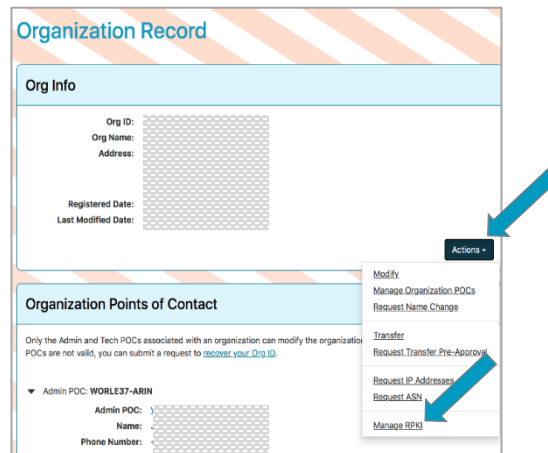 Organization Record
Org Info
Org ID:
Org Name:
Address:
Registered Date:
Last Modified Date:
Actions
Modify
Manage Organization POCs
Request Name Change
Transfer
Request Transfer Pre-Approval
Request IP Addresses
Request ASN
Manage RPKI
Organization Points of Contact
Only the Admin and Tech POCs associated with an organization can modify the organization
POCs are not valid, you can submit a request to recover your Org ID.
Admin POC: WORLE37-ARIN
Admin POC:
Name:
Phone Number: